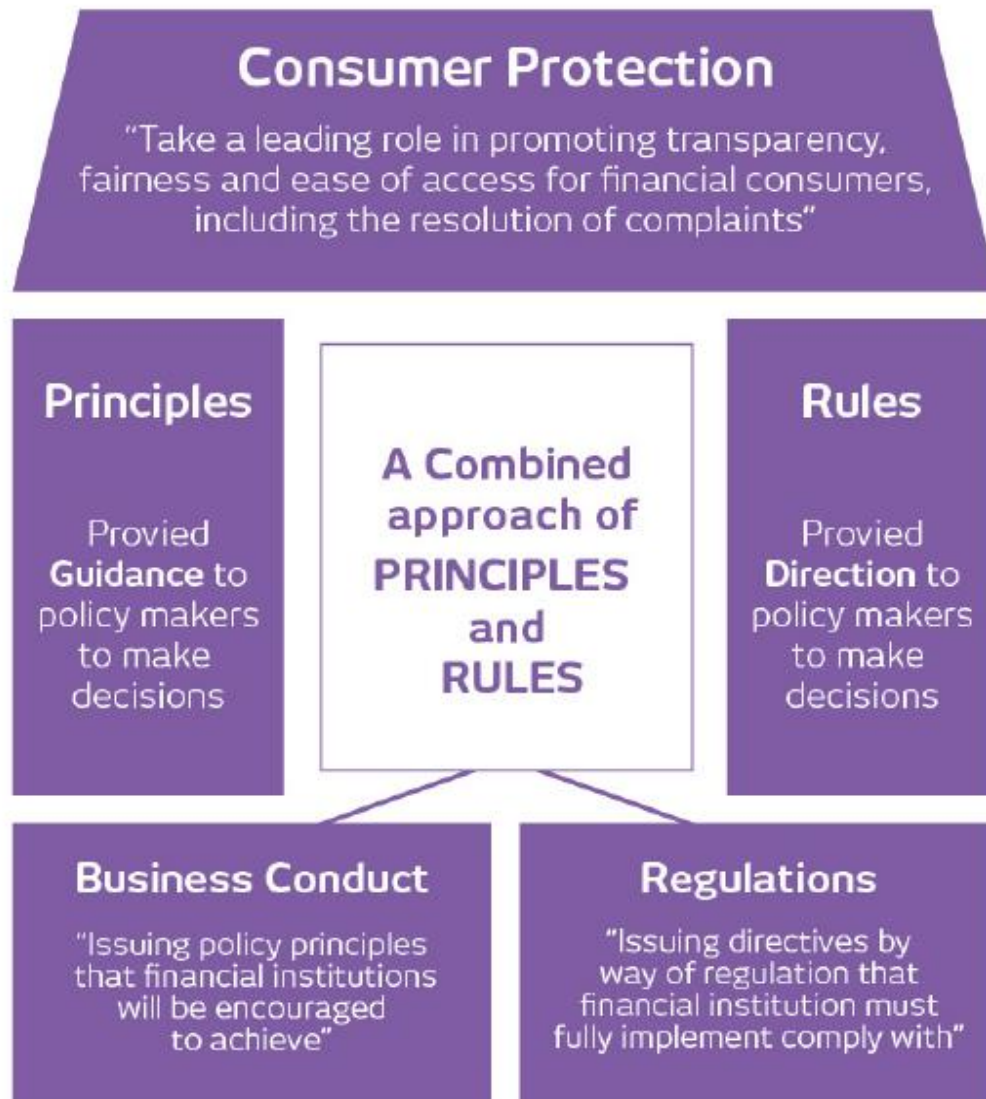 Consumer Protection
“Take a leading role in promoting transparency,
fairness and ease of access for financial consumers,
including the resolution of complaints”
Principles
Provied
Guidance to
policy makers
to make
decisions
A Combined
approach of
PRINCIPLES
and
RULES
Rules
Provied
Direction to
policy makers
to make
decisions
Business Conduct
“Issuing policy principles
that financial institutions
will be encouraged
to achieve”
Regulations
“Issuing directives by
way of regulation that
financial institution must
fully implement comply with”